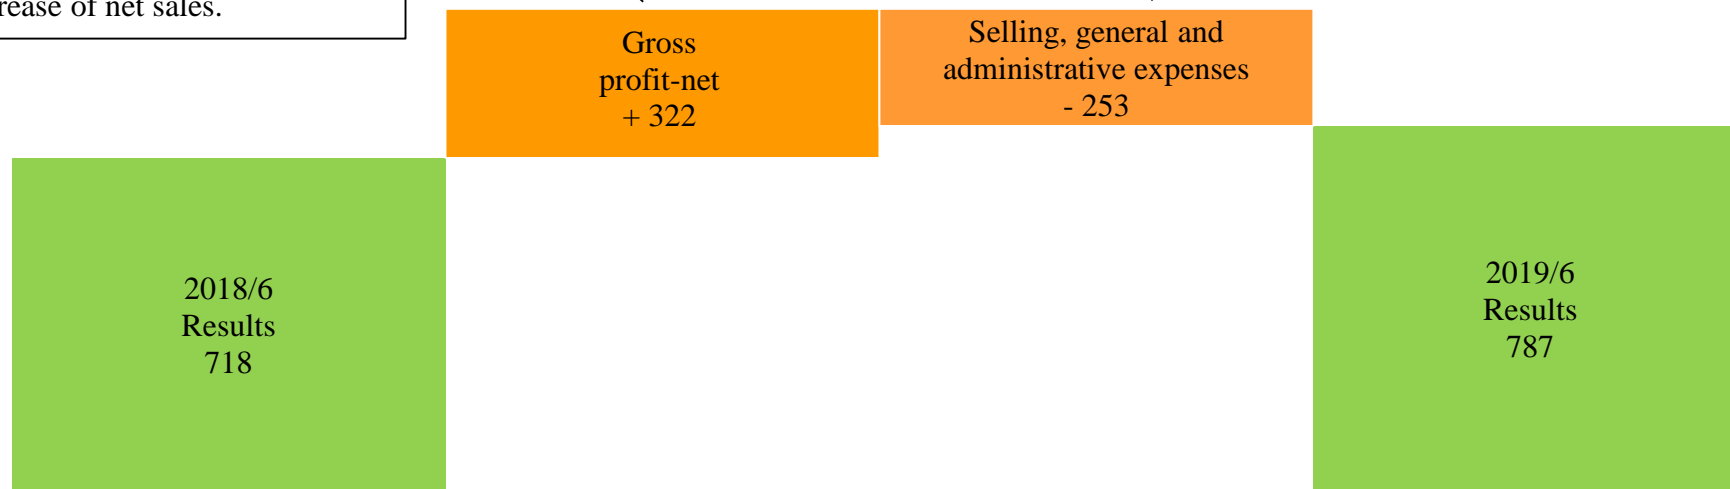 of net sales.
Gross
profit-net
+ 322
Selling, general and
administrative expenses
- 253
2018/6
Results
718
2019/6
Results
787